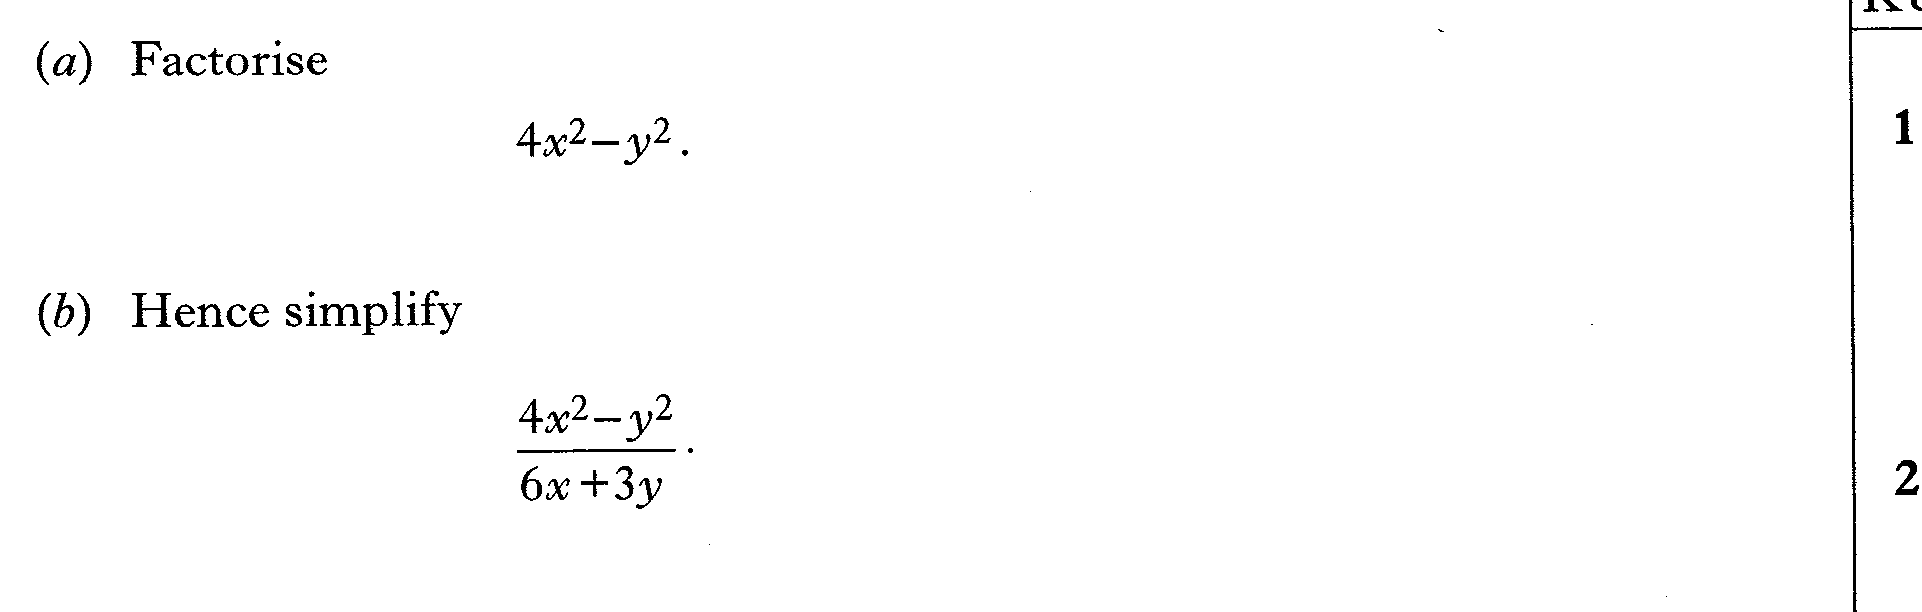 (a) Factorise
4x²–y².
1
(b) Hence simplify
4x²–y²
6x+3y .
2